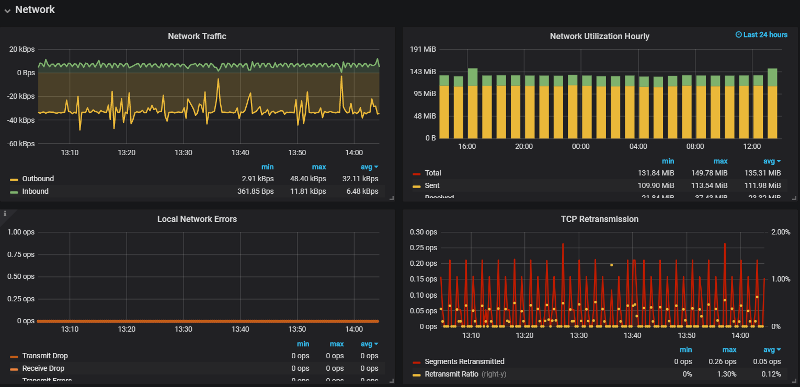 Network
Network Traffic
20 kBps
0 Bps
-20 kBps
-40 kBps
-60 kBps
13:10 13:20 13:30 13:40 13:50 14:00
min max avg
Outbound 2.91 kBps 48.40 kBps 32.11 kBps
Inbound 361.85 Bps 11.81 kBps 6.48 kBps
Network Utilization Hourly
Last 24 hours
191 MiB
143 MiB
95 MiB
48 MiB
0 B
16:00 20:00 00:00 04:00 08:00 12:00
min max avg
Total 131.84 MiB 149.78 MiB 135.31 MiB
Sent 109.90 MiB 113.54 MiB 111.98 MiB
Received 21.84 MiB 37.43 MiB
i
Local Network Errors
1.00 ops
0.75 ops
0.50 ops
0.25 ops
0 ops
13:10 13:20 13:30 13:40 13:50 14:00
min max avg
Transmit Drop 0 ops 0 ops 0 ops
Receive Drop 0 ops 0 ops 0 ops
Transmit Errors 0 ops 0 ops 0 ops
TCP Retransmission
0.30 ops 2.00%
0.25 ops
0.20 ops
0.15 ops 1.00%
0.10 ops
0.05 ops
0 ops 0%
13:10 13:20 13:30 13:40 13:50 14:00
min max avg
Segments Retransmitted 0 ops 0.26 ops 0.05 ops
Retransmit Ratio (right-y) 0% 1.30% 0.12%